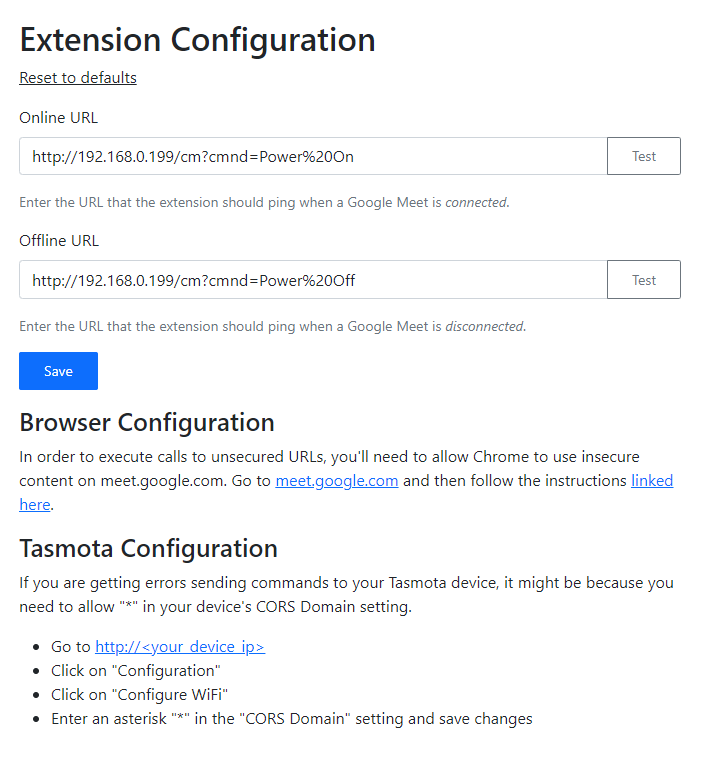 Extension Configuration
Reset to defaults
Online URL
http://192.168.0.199/cm?cmnd=Power%20On
Test
Enter the URL that the extension should ping when a Google Meet is connected.
Offline URL
http://192.168.0.199/cm?cmnd=Power%20Off
Test
Enter the URL that the extension should ping when a Google Meet is disconnected.
Save
Browser Configuration
In order to execute calls to unsecured URLs, you'll need to allow Chrome to use insecure
content on meet.google.com. Go to meet.google.com and then follow the instructions linked
here.
Tasmota Configuration
If you are getting errors sending commands to your Tasmota device, it might be because you
need to allow "*" in your device's CORS Domain setting.
• Go to http://<your_device_ip>
• Click on "Configuration"
• Click on "Configure WiFi"
• Enter an asterisk "*" in the "CORS Domain" setting and save changes